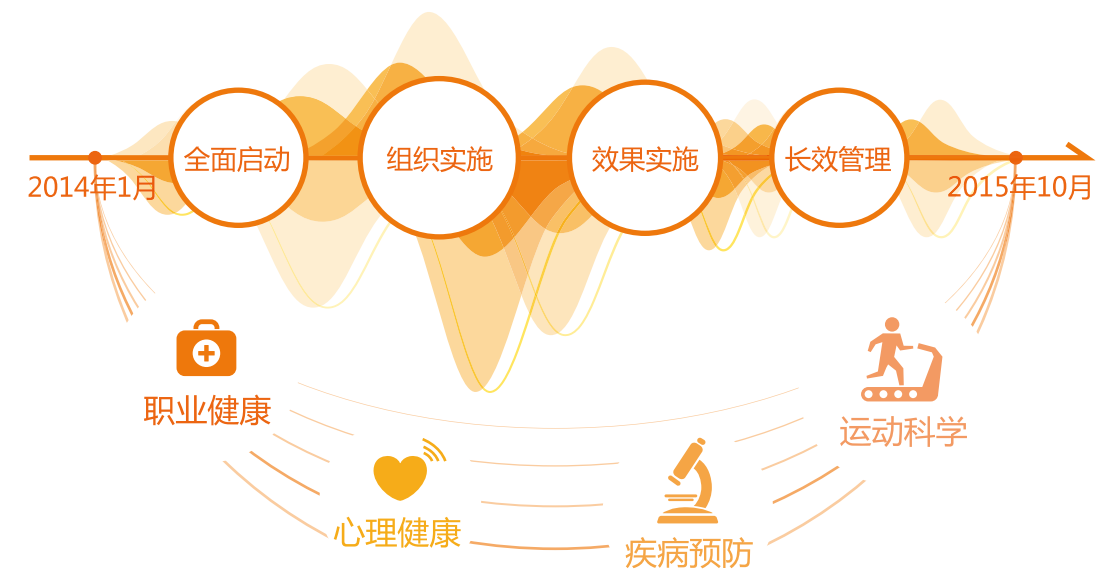 全面启动
组织实施
效果实施
长效管理
2014年1月
2015年10月
职业健康
心理健康
疾病预防
运动科学